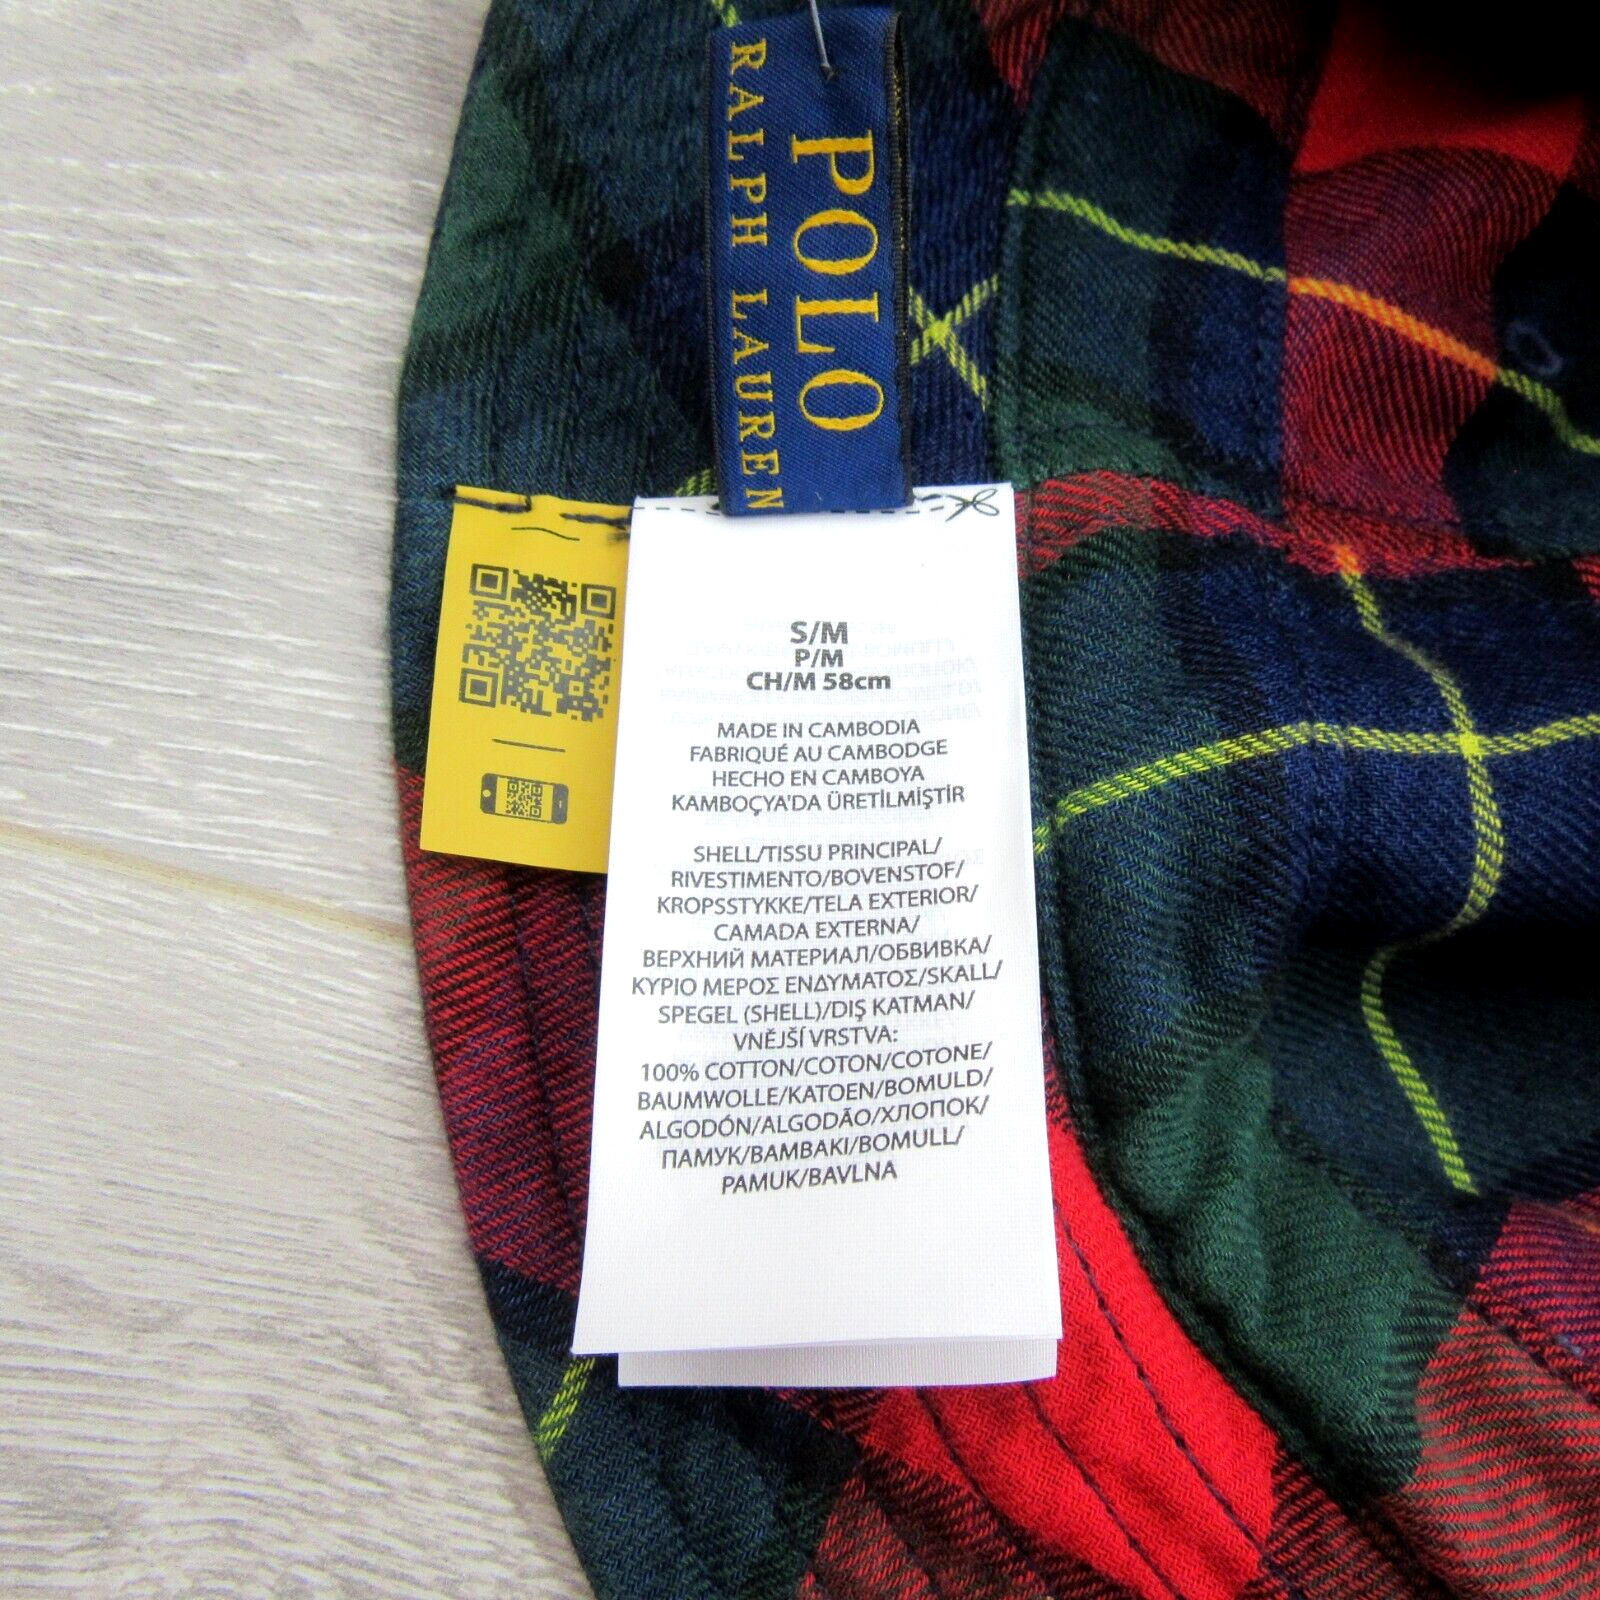 POLO
RALPH LAUREN
S/M
P/M
CH/M 58cm
MADE IN CAMBODIA
FABRIQUÉ AU CAMBODGE
HECHO EN CAMBOYA
KAMBOÇYA'DA ÜRETİLMİŞTİR
SHELL/TISSU PRINCIPAL/
RIVESTIMENTO/BOVENSTOF/
KROPSSTYKKE/TELA EXTERIOR/
CAMADA EXTERNA/
ВЕРХНИЙ МАТЕРИАЛ/ОБВИВКА/
ΚΥΡΙΟ ΜΕΡΟΣ ΕΝΔΥΜΑΤΟΣ/SKALL/
SPEGEL (SHELL)/DIŞ KATMAN/
VNĚJŠÍ VRSTVA:
100% COTTON/COTON/COTONE/
BAUMWOLLE/KATOEN/BOMULD/
ALGODÓN/ALGODÃO/ХЛОПОК/
ПАМУК/ΒΑΜΒΑΚΙ/BOMULL/
PAMUK/BAVLNA